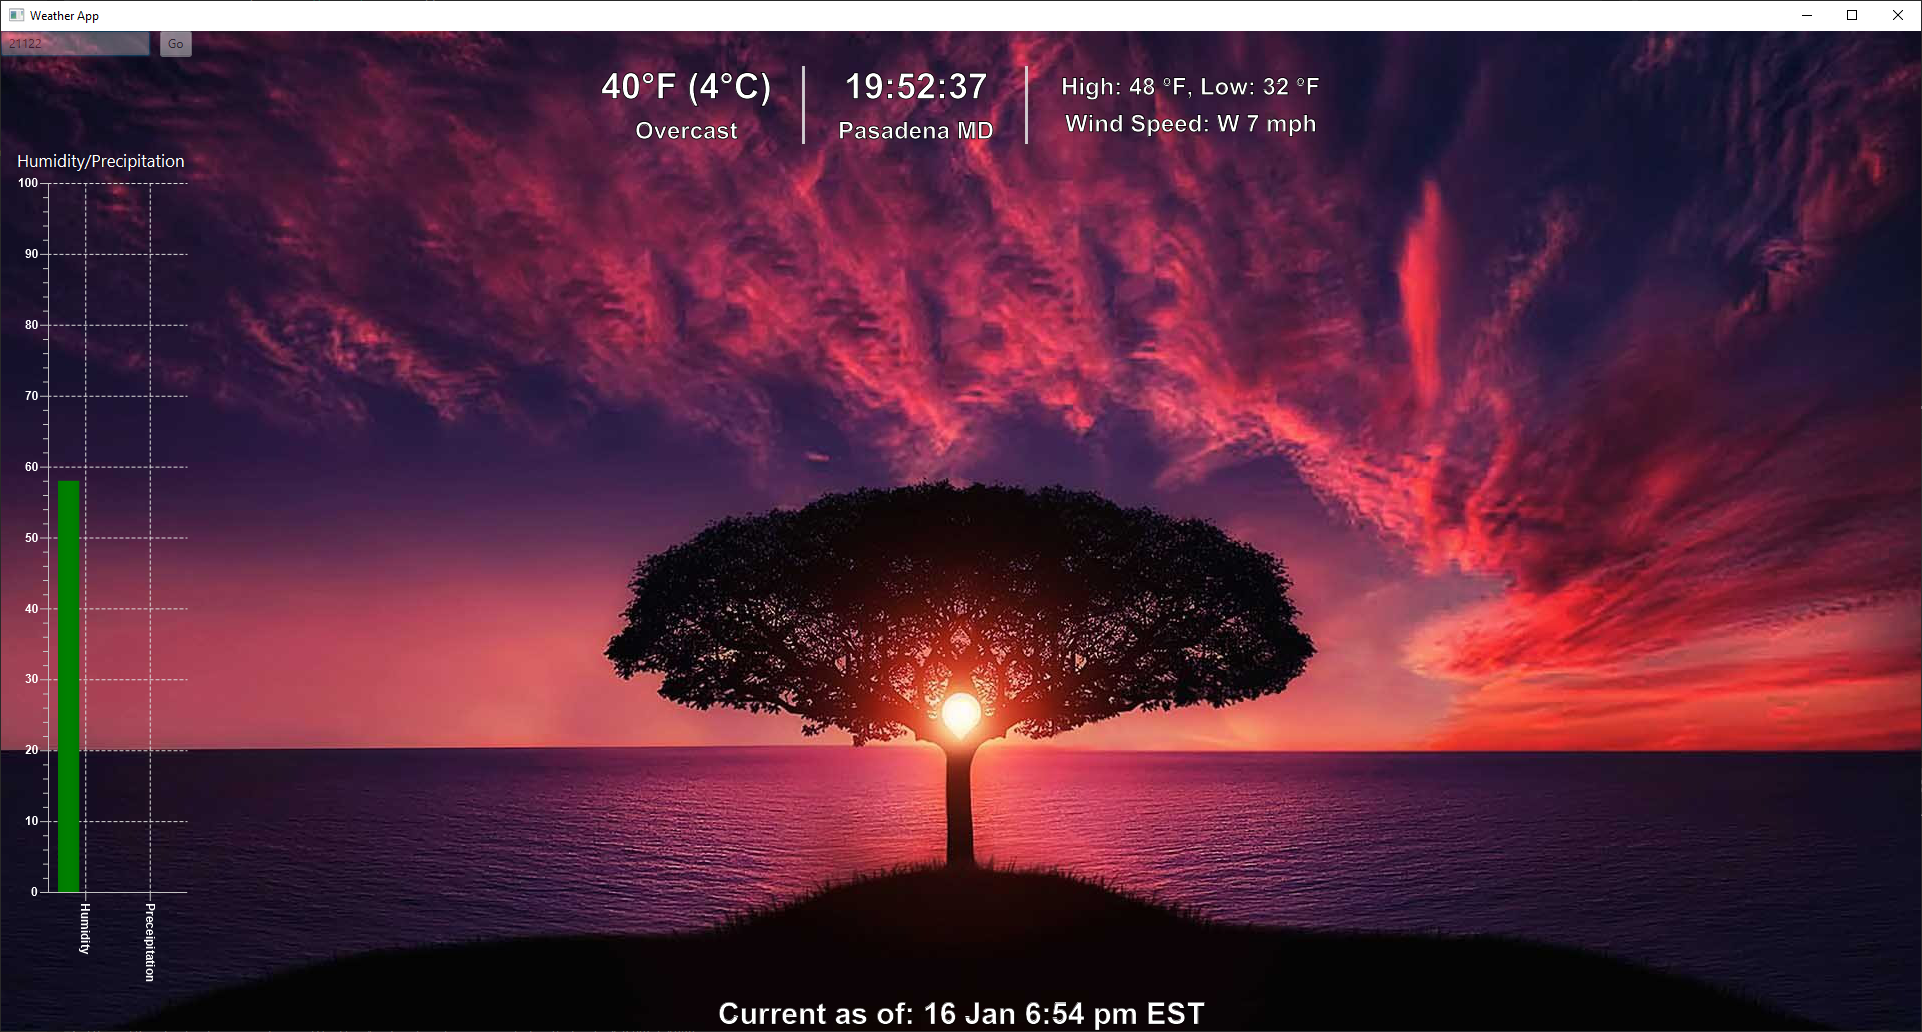 Weather App
21122
Go
40°F (4°C)
Overcast
19:52:37
Pasadena MD
High: 48 °F, Low: 32 °F
Wind Speed: W 7 mph
Humidity/Precipitation
100
90
80
70
60
50
40
30
20
10
0
Humidity
Preceipitation
Current as of: 16 Jan 6:54 pm EST